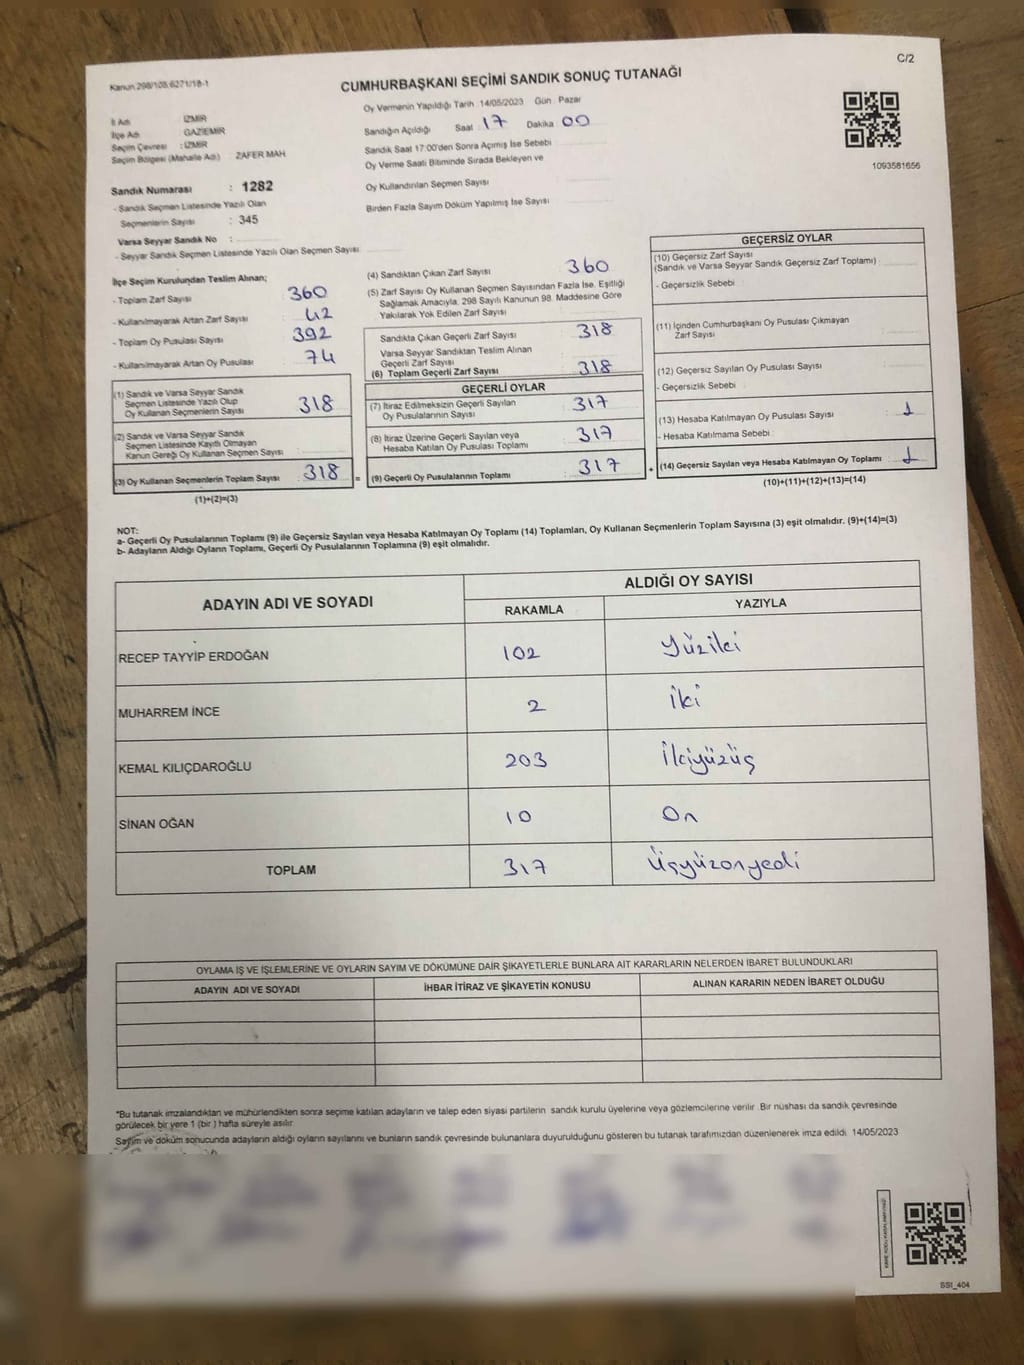 C/2
Kanun 298/105.6271/18-1
CUMHURBAŞKANI SEÇİMİ SANDIK SONUÇ TUTANAĞI
İl Adı : İZMİR
İlçe Adı : GAZİEMİR
Seçim Çevresi : İZMİR
Seçim Bölgesi (Mahalle Adı) : ZAFER MAH
Sandık Numarası : 1282
- Sandık Seçmen Listesinde Yazılı Olan
Seçmenlerin Sayısı : 345
Varsa Seyyar Sandık No :
- Seyyar Sandık Seçmen Listesinde Yazılı Olan Seçmen Sayısı
Oy Vermenin Yapıldığı Tarih 14/05/2023 Gün Pazar
Sandığın Açıldığı Saat : 17 Dakika 00
Sandık Saat 17:00'den Sonra Açımış İse Sebebi
Oy Verme Saati Bitiminde Sırada Bekleyen ve
Oy Kullandırılan Seçmen Sayısı
Birden Fazla Sayım Döküm Yapılmış İse Sayısı
1093581656
İlçe Seçim Kurulundan Teslim Alınan;
- Toplam Zarf Sayısı : 360
- Kullanılmayarak Artan Zarf Sayısı : 42
- Toplam Oy Pusulası Sayısı : 392
- Kullanılmayarak Artan Oy Pusulası : 74
(1) Sandık ve Varsa Seyyar Sandık
Seçmen Listesinde Yazılı Olup
Oy Kullanan Seçmenlerin Sayısı : 318
(2) Sandık ve Varsa Seyyar Sandık
Seçmen Listesinde Kayıtlı Olmayan
Kanun Gereği Oy Kullanan Seçmen Sayısı :
(3) Oy Kullanan Seçmenlerin Toplam Sayısı : 318 =
(1)+(2)=(3)
(4) Sandıktan Çıkan Zarf Sayısı : 360
(5) Zarf Sayısı Oy Kullanan Seçmen Sayısından Fazla İse, Eşitliği
Sağlamak Amacıyla, 298 Sayılı Kanunun 98. Maddesine Göre
Yakılarak Yok Edilen Zarf Sayısı
Sandıkta Çıkan Geçerli Zarf Sayısı : 318
Varsa Seyyar Sandıktan Teslim Alınan
Geçerli Zarf Sayısı
(6) Toplam Geçerli Zarf Sayısı : 318
GEÇERLİ OYLAR
(7) İtiraz Edilmeksizin Geçerli Sayılan
Oy Pusulalarının Sayısı : 317
(8) İtiraz Üzerine Geçerli Sayılan veya
Hesaba Katılan Oy Pusulası Toplamı : 317
(9) Geçerli Oy Pusulalarının Toplamı : 317 +
GEÇERSİZ OYLAR
(10) Geçersiz Zarf Sayısı
(Sandık ve Varsa Seyyar Sandık Geçersiz Zarf Toplamı) :
- Geçersizlik Sebebi
(11) İçinden Cumhurbaşkanı Oy Pusulası Çıkmayan
Zarf Sayısı
(12) Geçersiz Sayılan Oy Pusulası Sayısı :
- Geçersizlik Sebebi
(13) Hesaba Katılmayan Oy Pusulası Sayısı : 1
- Hesaba Katılmama Sebebi
(14) Geçersiz Sayılan veya Hesaba Katılmayan Oy Toplamı : 1
(10)+(11)+(12)+(13)=(14)
NOT:
a- Geçerli Oy Pusulalarının Toplamı (9) ile Geçersiz Sayılan veya Hesaba Katılmayan Oy Toplamı (14) Toplamları, Oy Kullanan Seçmenlerin Toplam Sayısına (3) eşit olmalıdır. (9)+(14)=(3)
b- Adayların Aldığı Oyların Toplamı, Geçerli Oy Pusulalarının Toplamına (9) eşit olmalıdır.
ADAYIN ADI VE SOYADI
ALDIĞI OY SAYISI
RAKAMLA YAZIYLA
RECEP TAYYİP ERDOĞAN 102 Yüziki
MUHARREM İNCE 2 iki
KEMAL KILIÇDAROĞLU 203 İkiyüzüç
SİNAN OĞAN 10 On
TOPLAM 317 Üçyüzonyedi
OYLAMA İŞ VE İŞLEMLERİNE VE OYLARIN SAYIM VE DÖKÜMÜNE DAİR ŞİKAYETLERLE BUNLARA AİT KARARLARIN NELERDEN İBARET BULUNDUKLARI
ADAYIN ADI VE SOYADI İHBAR İTİRAZ VE ŞİKAYETİN KONUSU ALINAN KARARIN NEDEN İBARET OLDUĞU
*Bu tutanak imzalandıktan ve mühürlendikten sonra seçime katılan adayların ve talep eden siyasi partilerin sandık kurulu üyelerine veya gözlemcilerine verilir. Bir nüshası da sandık çevresinde
görülecek bir yere 1 (bir ) hafta süreyle asılır
Sayım ve döküm sonucunda adayların aldığı oyların sayılarını ve bunların sandık çevresinde bulunanlara duyurulduğunu gösteren bu tutanak tarafımızdan düzenlenerek imza edildi. 14/05/2023
SSI_404